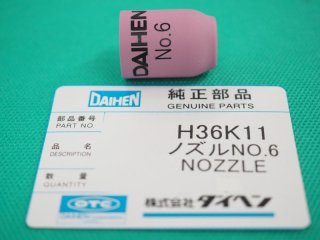 DAIHEN
No.6
DAIHEN
純正部品
GENUINE PARTS
部品番号
PART NO.
H36K11
品名
DESCRIPTION
ノズルNO.6
NOZZLE
数量
QUANTITY
OTC
DAIHEN
株式会社ダイヘン